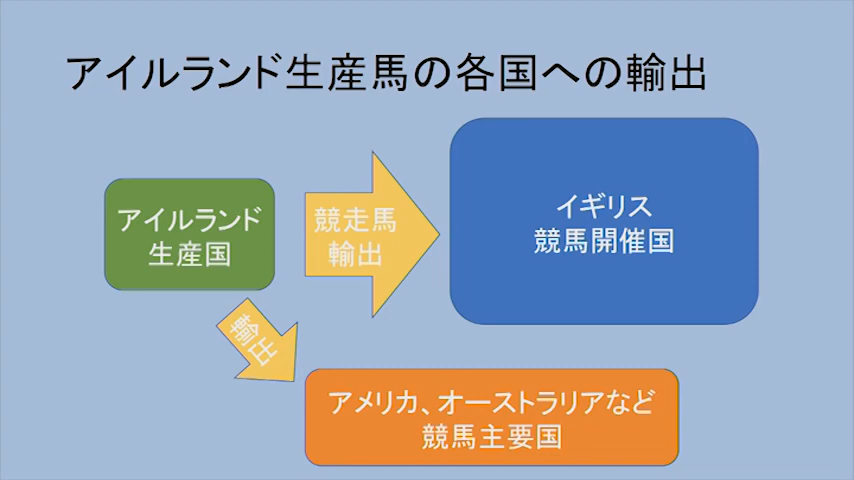 アイルランド生産馬の各国への輸出
アイルランド
生産国
競走馬
輸出
イギリス
競馬開催国
輸出
アメリカ、オーストラリアなど
競馬主要国